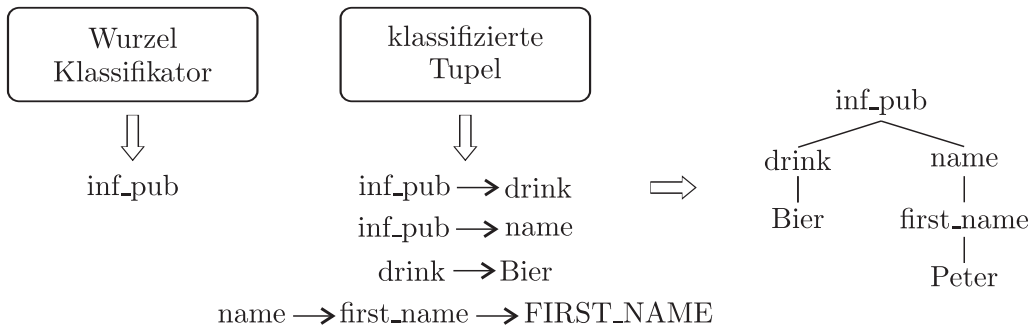 Wurzel
Klassifikator
klassifizierte
Tupel
inf_pub
inf_pub → drink
inf_pub → name
drink → Bier
name → first_name → FIRST_NAME
inf_pub
drink name
Bier first_name
Peter